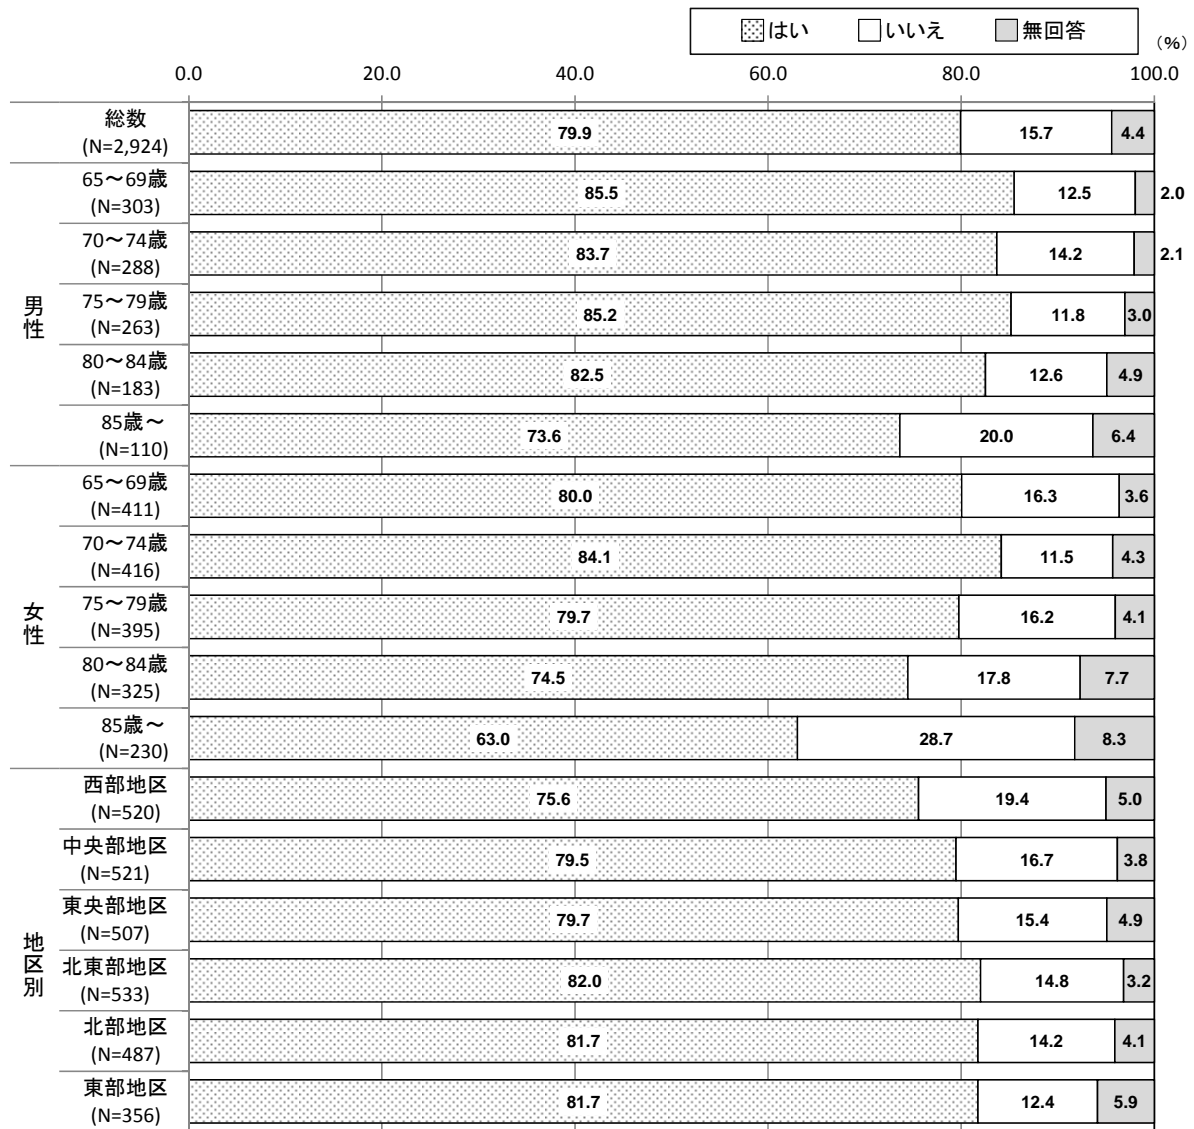 はい いいえ 無回答
(%)
0.0 20.0 40.0 60.0 80.0 100.0
総数
(N=2,924)
79.9 15.7 4.4
男性
65～69歳
(N=303)
85.5 12.5 2.0
70～74歳
(N=288)
83.7 14.2 2.1
75～79歳
(N=263)
85.2 11.8 3.0
80～84歳
(N=183)
82.5 12.6 4.9
85歳～
(N=110)
73.6 20.0 6.4
女性
65～69歳
(N=411)
80.0 16.3 3.6
70～74歳
(N=416)
84.1 11.5 4.3
75～79歳
(N=395)
79.7 16.2 4.1
80～84歳
(N=325)
74.5 17.8 7.7
85歳～
(N=230)
63.0 28.7 8.3
地区別
西部地区
(N=520)
75.6 19.4 5.0
中央部地区
(N=521)
79.5 16.7 3.8
東央部地区
(N=507)
79.7 15.4 4.9
北東部地区
(N=533)
82.0 14.8 3.2
北部地区
(N=487)
81.7 14.2 4.1
東部地区
(N=356)
81.7 12.4 5.9